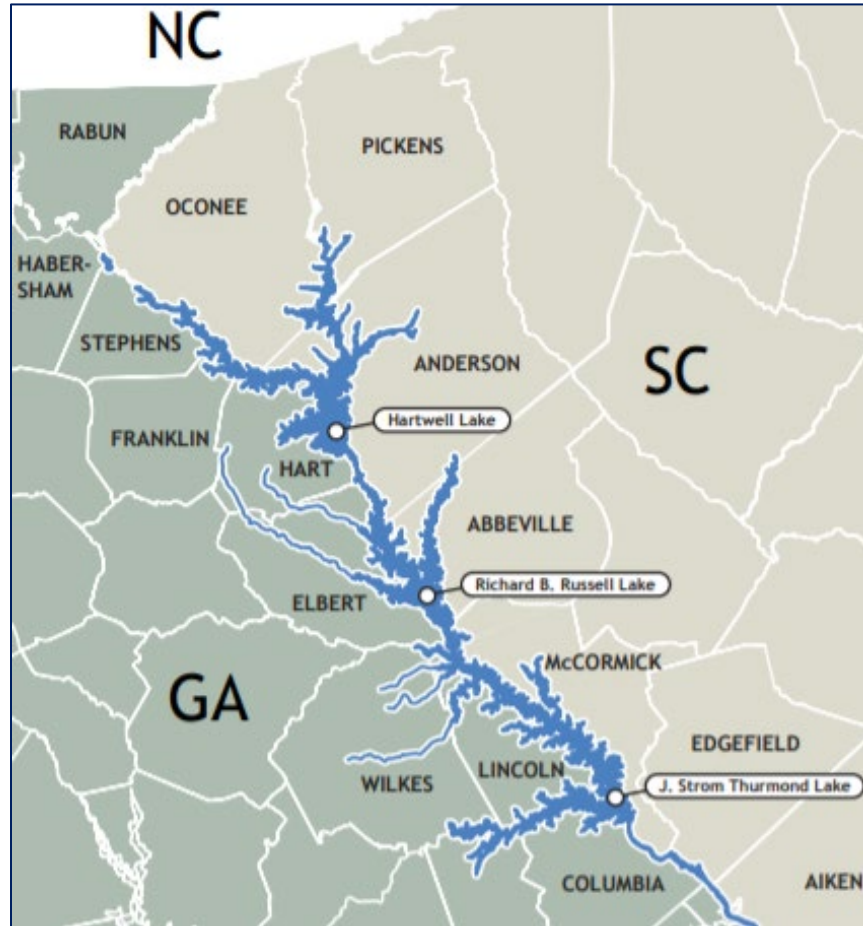 NC
RABUN
PICKENS
OCONEE
HABER-
SHAM
STEPHENS
SC
ANDERSON
Hartwell Lake
FRANKLIN
HART
ABBEVILLE
Richard B. Russell Lake
ELBERT
McCORMICK
GA
EDGEFIELD
LINCOLN
WILKES
J. Strom Thurmond Lake
COLUMBIA
AIKEN